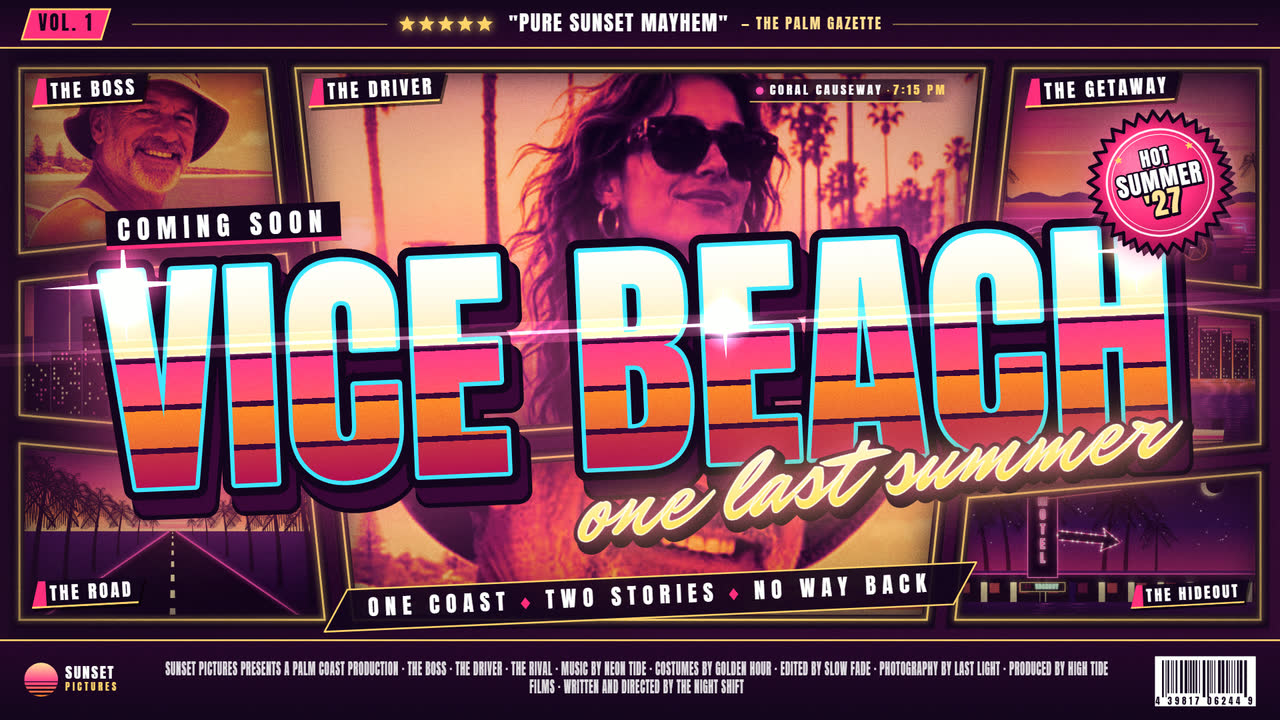 VOL. 1
★★★★★ "PURE SUNSET MAYHEM" – THE PALM GAZETTE
THE BOSS
THE DRIVER
CORAL CAUSEWAY · 7:15 PM
THE GETAWAY
HOT
SUMMER
'27
COMING SOON
VICE BEACH
one last summer
MOTEL
THE ROAD
ONE COAST ♦ TWO STORIES ♦ NO WAY BACK
THE HIDEOUT
SUNSET
PICTURES
SUNSET PICTURES PRESENTS A PALM COAST PRODUCTION · THE BOSS · THE DRIVER · THE RIVAL · MUSIC BY NEON TIDE · COSTUMES BY GOLDEN HOUR · EDITED BY SLOW FADE · PHOTOGRAPHY BY LAST LIGHT · PRODUCED BY HIGH TIDE
FILMS · WRITTEN AND DIRECTED BY THE NIGHT SHIFT
4 39817 06244 9